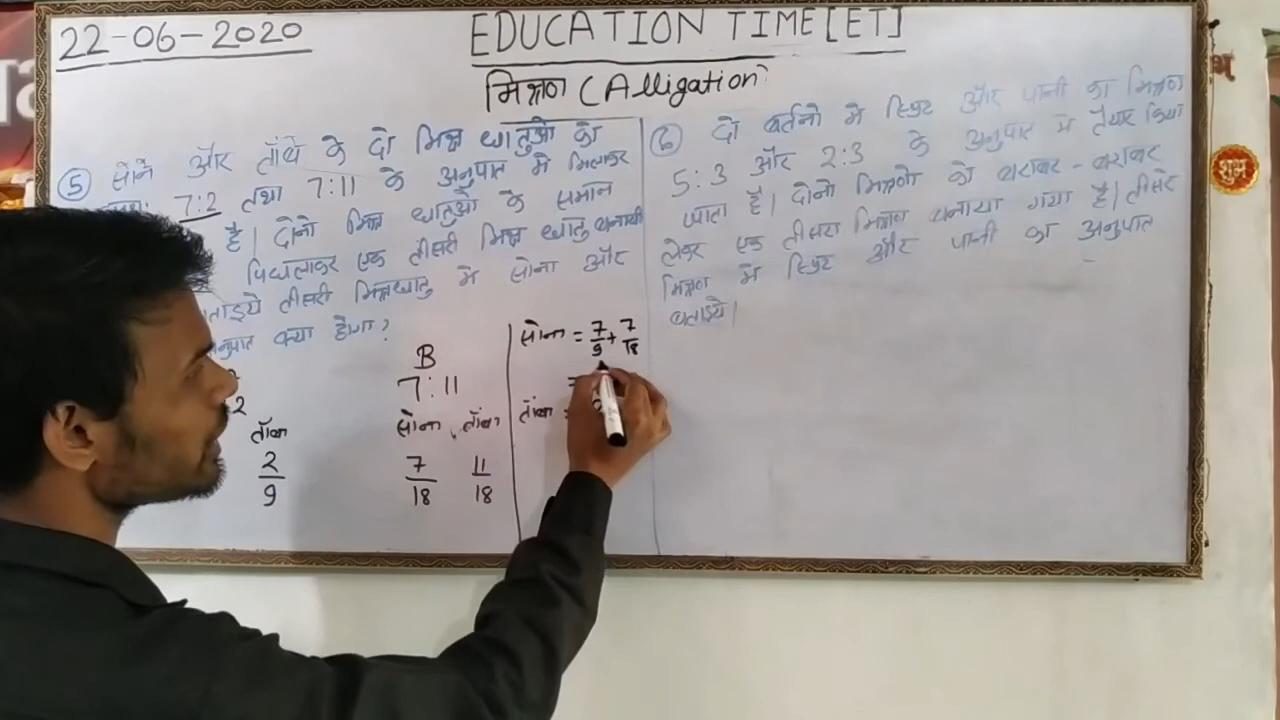 22-06-2020
EDUCATION TIME [ET]
मिश्रण (Alligation)
⑤ सोने और तांबे के दो मिश्र धातुओ को
7:2 तथा 7:11 के अनुपात मे मिलाकर
है। दोनो मिश्र धातुओ के समान
पिघलाकर एक तीसरी मिश्र धातु बनायी
तीसरी मिश्रधातु मे सोना और
क्या होगा?
2
B
7:11
ताँबा
सोना, ताँबा
2/9
7/18 11/18
सोना = 7/9 + 7/18
=
ताँबा =
⑥ दो बर्तनो मे स्प्रिट और पानी का मिश्रण
5:3 और 2:3 के अनुपात मे तैयार किया
जाता है। दोनो मिश्रणो को बराबर-बराबर
लेकर एक तीसरा मिश्रण बनाया गया है। तीसरे
मिश्रण मे स्प्रिट और पानी का अनुपात
बताइये।
शुभ